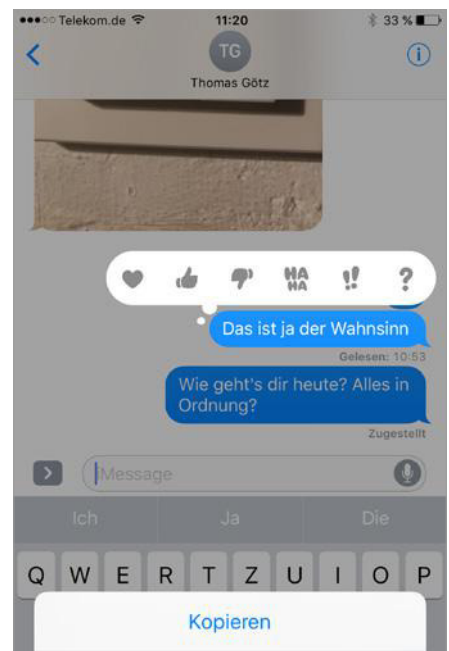 Telekom.de 11:20 33 %
TG
Thomas Götz
HA
HA
!! ?
Das ist ja der Wahnsinn
Gelesen: 10:53
Wie geht's dir heute? Alles in
Ordnung?
Zugestellt
iMessage
Ich Ja Die
Q W E R T Z U I O P
Kopieren